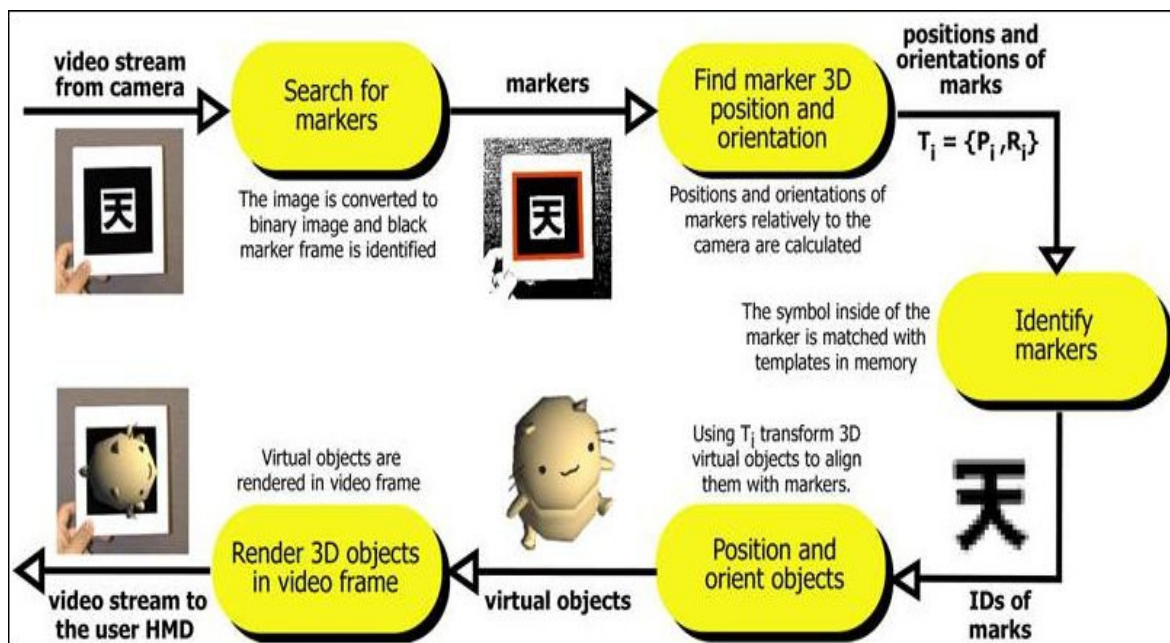 video stream
from camera
Search for
markers
The image is converted to
binary image and black
marker frame is identified
天
markers
天
Find marker 3D
position and
orientation
Positions and orientations of
markers relatively to the
camera are calculated
positions and
orientations of
marks
Ti = {Pi ,Ri}
Identify
markers
The symbol inside of the
marker is matched with
templates in memory
天
IDs of
marks
Position and
orient objects
Using Ti transform 3D
virtual objects to align
them with markers.
virtual objects
Render 3D objects
in video frame
Virtual objects are
rendered in video frame
video stream to
the user HMD